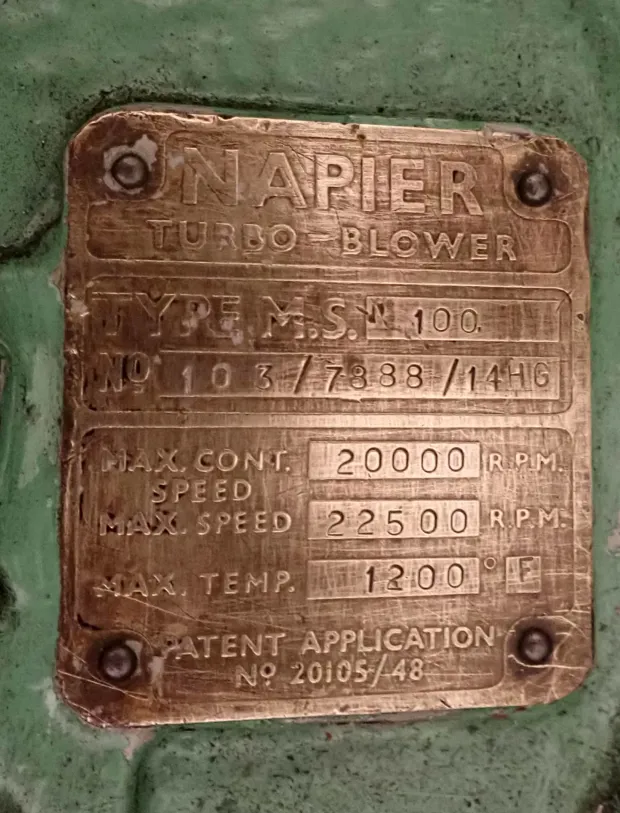 NAPIER
TURBO-BLOWER
TYPE M.S. N 100.
Nº 103/7888/14HG
MAX. CONT. SPEED 20000 R.P.M.
MAX. SPEED 22500 R.P.M.
MAX. TEMP. 1200 ° F
PATENT APPLICATION
Nº 20105/48